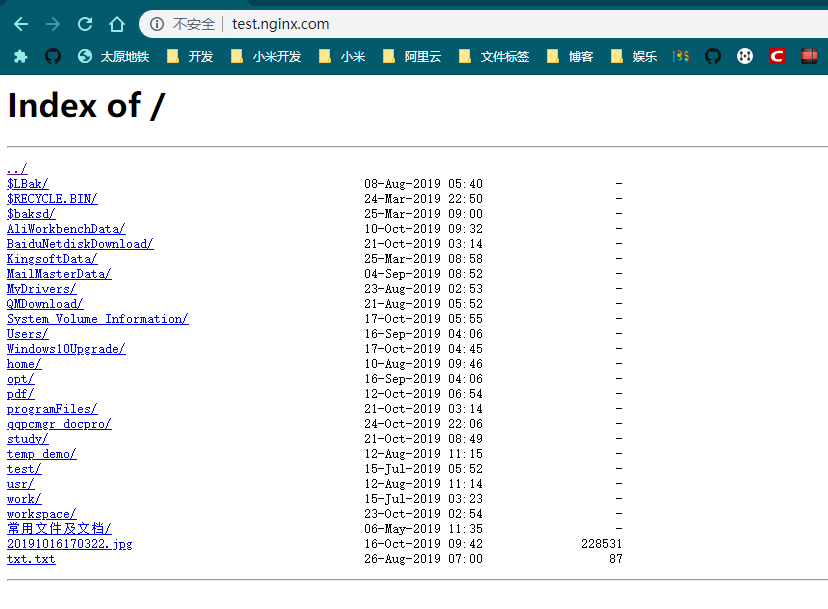 不安全 test.nginx.com
太原地铁 开发 小米开发 小米 阿里云 文件标签 博客 娱乐
Index of /
../
$LBak/ 08-Aug-2019 05:40 -
$RECYCLE.BIN/ 24-Mar-2019 22:50 -
$baksd/ 25-Mar-2019 09:00 -
AliWorkbenchData/ 10-Oct-2019 09:32 -
BaiduNetdiskDownload/ 21-Oct-2019 03:14 -
KingsoftData/ 25-Mar-2019 08:58 -
MailMasterData/ 04-Sep-2019 08:52 -
MyDrivers/ 23-Aug-2019 02:53 -
QMDownload/ 21-Aug-2019 05:52 -
System Volume Information/ 17-Oct-2019 05:55 -
Users/ 16-Sep-2019 04:06 -
Windows10Upgrade/ 17-Oct-2019 04:45 -
home/ 10-Aug-2019 09:46 -
opt/ 16-Sep-2019 04:06 -
pdf/ 12-Oct-2019 06:54 -
programFiles/ 21-Oct-2019 03:14 -
qqpcmgr_docpro/ 24-Oct-2019 22:06 -
study/ 21-Oct-2019 08:49 -
temp_demo/ 12-Aug-2019 11:15 -
test/ 15-Jul-2019 05:52 -
usr/ 12-Aug-2019 11:14 -
work/ 15-Jul-2019 03:23 -
workspace/ 23-Oct-2019 02:54 -
常用文件及文档/ 06-May-2019 11:35 -
20191016170322.jpg 16-Oct-2019 09:42 228531
txt.txt 26-Aug-2019 07:00 87